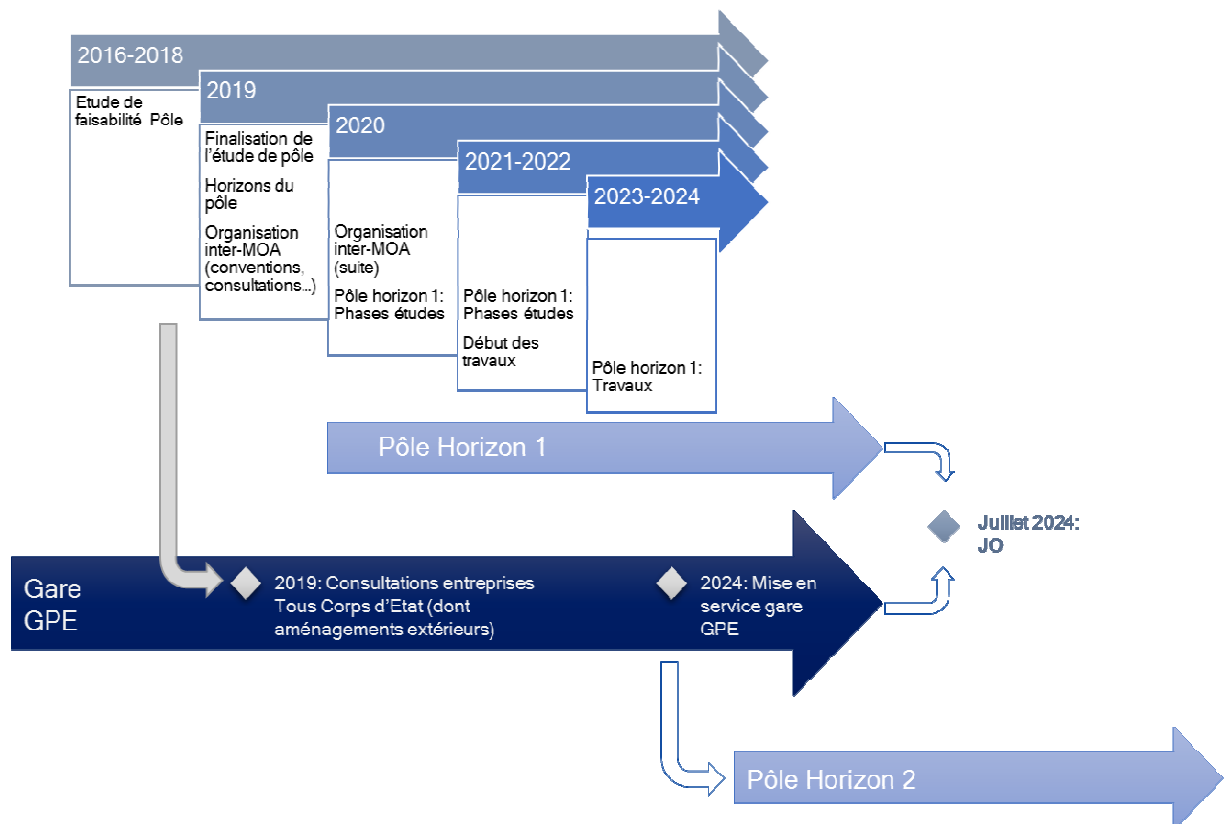 2016-2018
Etude de
faisabilité Pôle
2019
Finalisation de
l'étude de pôle
Horizons du
pôle
Organisation
inter-MOA
(conventions,
consultations...)
2020
Organisation
inter-MOA
(suite)
Pôle horizon 1:
Phases études
2021-2022
Pôle horizon 1:
Phases études
Début des
travaux
2023-2024
Pôle horizon 1:
Travaux
Pôle Horizon 1
Juillet 2024:
JO
Gare
GPE
2019: Consultations entreprises
Tous Corps d'Etat (dont
aménagements extérieurs)
2024: Mise en
service gare
GPE
Pôle Horizon 2